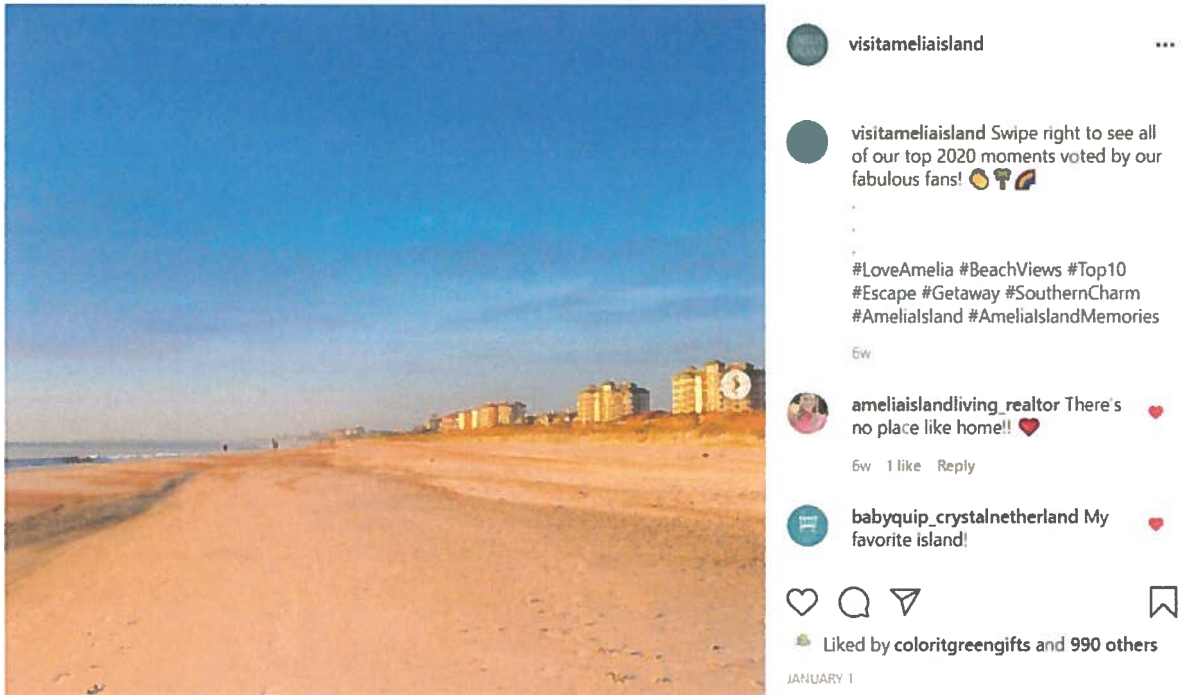 visitameliaisland
visitameliaisland Swipe right to see all
of our top 2020 moments voted by our
fabulous fans! 👏🌴🌈
.
.
.
#LoveAmelia #BeachViews #Top10
#Escape #Getaway #SouthernCharm
#AmeliaIsland #AmeliaIslandMemories
6w
ameliaislandliving_realtor There's
no place like home!! ❤️
6w 1 like Reply
babyquip_crystalnetherland My
favorite island!
Liked by coloritgreengifts and 990 others
JANUARY 1